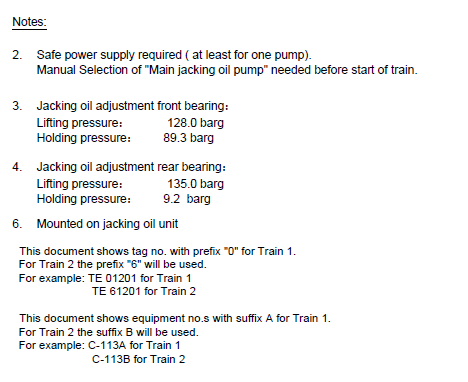 Notes:
2. Safe power supply required ( at least for one pump).
Manual Selection of "Main jacking oil pump" needed before start of train.
3. Jacking oil adjustment front bearing:
Lifting pressure: 128.0 barg
Holding pressure: 89.3 barg
4. Jacking oil adjustment rear bearing:
Lifting pressure: 135.0 barg
Holding pressure: 9.2 barg
6. Mounted on jacking oil unit
This document shows tag no. with prefix "0" for Train 1.
For Train 2 the prefix "6" will be used.
For example: TE 01201 for Train 1
TE 61201 for Train 2
This document shows equipment no.s with suffix A for Train 1.
For Train 2 the suffix B will be used.
For example: C-113A for Train 1
C-113B for Train 2